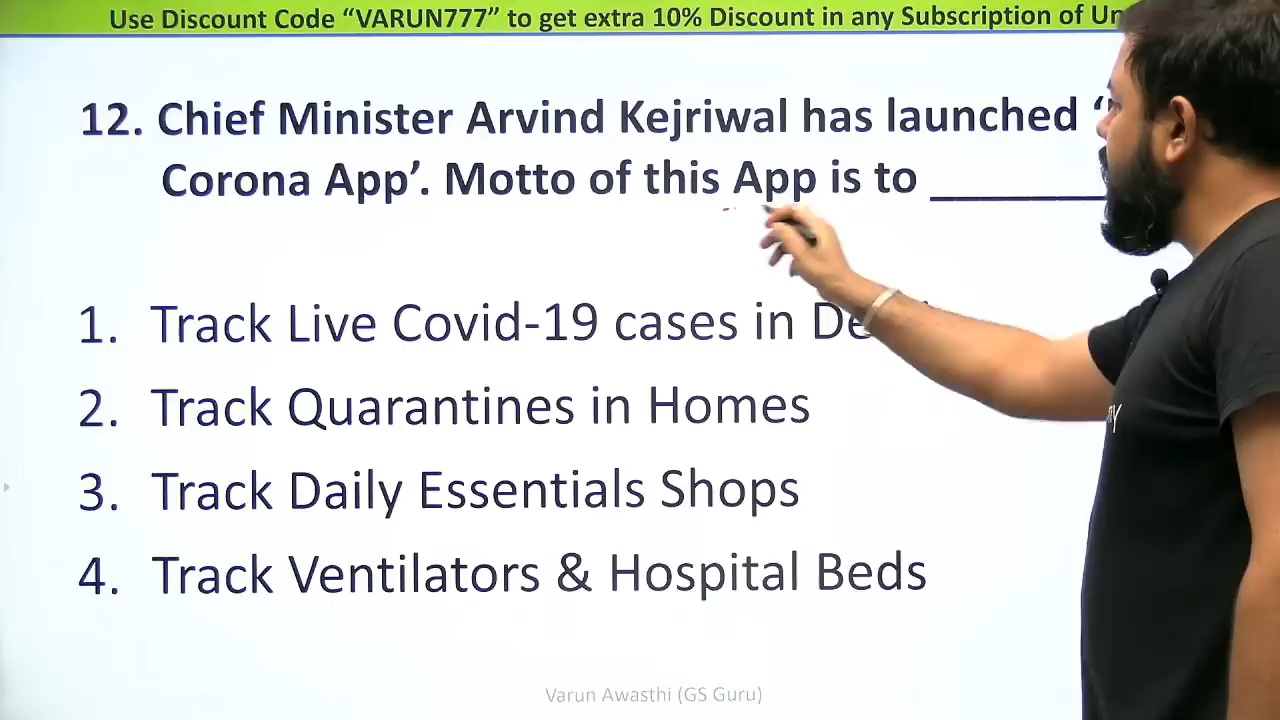 Use Discount Code “VARUN777” to get extra 10% Discount in any Subscription of
12. Chief Minister Arvind Kejriwal has launched ‘
Corona App’. Motto of this App is to __________
1. Track Live Covid-19 cases in
2. Track Quarantines in Homes
3. Track Daily Essentials Shops
4. Track Ventilators & Hospital Beds
Varun Awasthi (GS Guru)